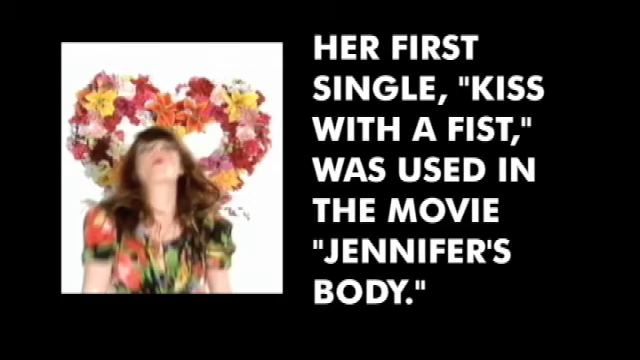 HER FIRST
SINGLE, "KISS
WITH A FIST,"
WAS USED IN
THE MOVIE
"JENNIFER'S
BODY."